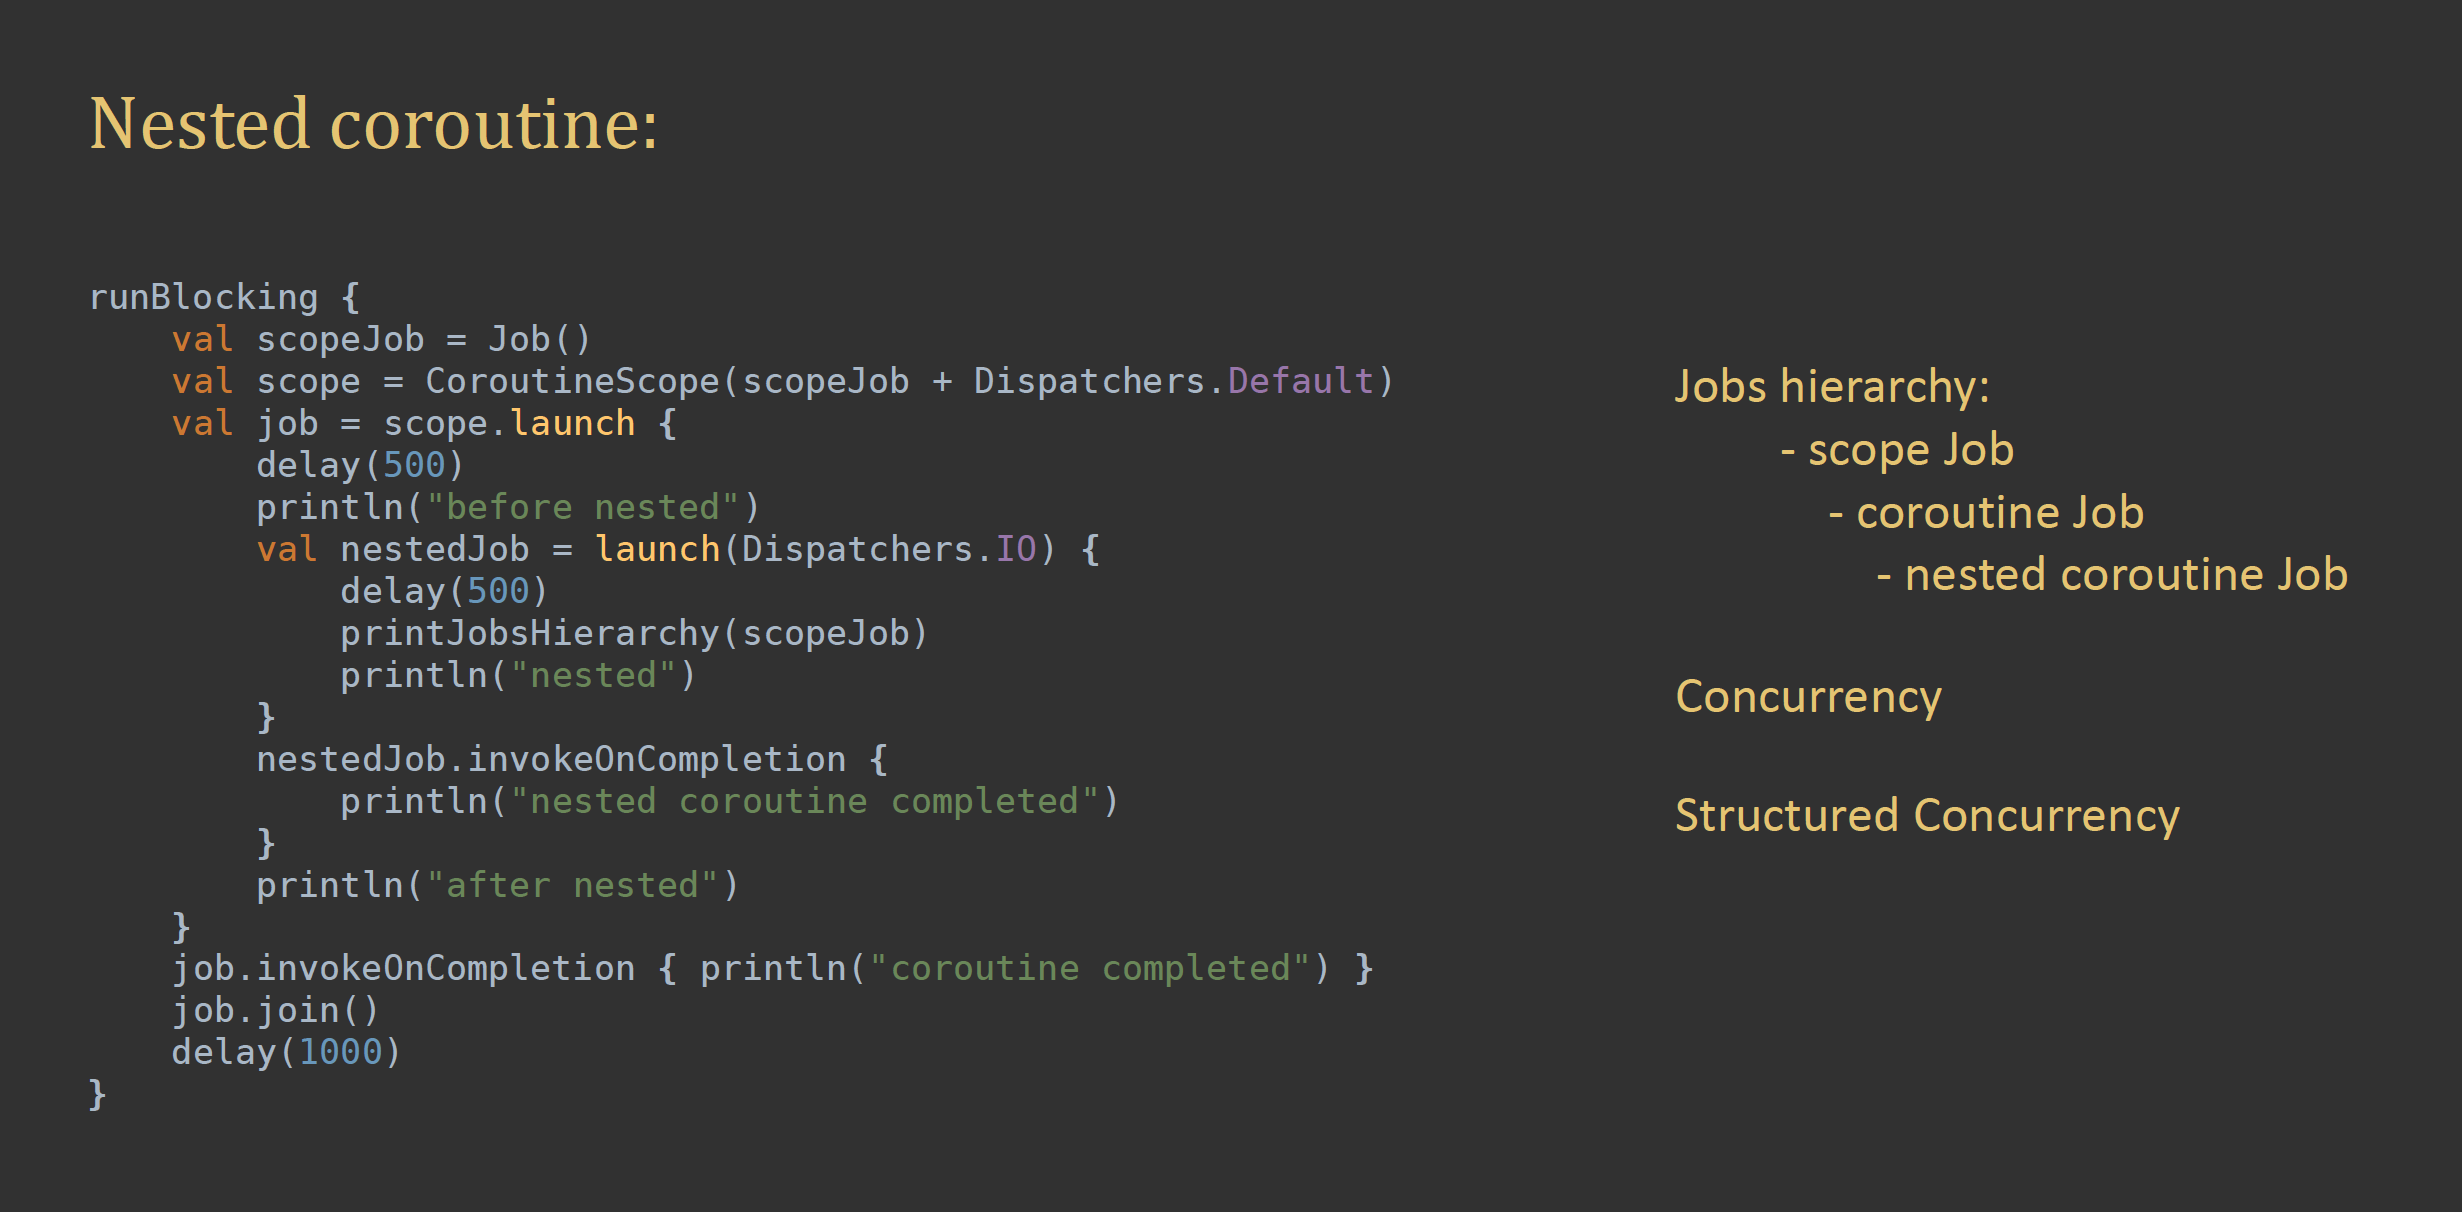 Nested coroutine:
runBlocking {
    val scopeJob = Job()
    val scope = CoroutineScope(scopeJob + Dispatchers.Default)
    val job = scope.launch {
        delay(500)
        println("before nested")
        val nestedJob = launch(Dispatchers.IO) {
            delay(500)
            printJobsHierarchy(scopeJob)
            println("nested")
        }
        nestedJob.invokeOnCompletion {
            println("nested coroutine completed")
        }
        println("after nested")
    }
    job.invokeOnCompletion { println("coroutine completed") }
    job.join()
    delay(1000)
}
Jobs hierarchy:
- scope Job
- coroutine Job
- nested coroutine Job
Concurrency
Structured Concurrency